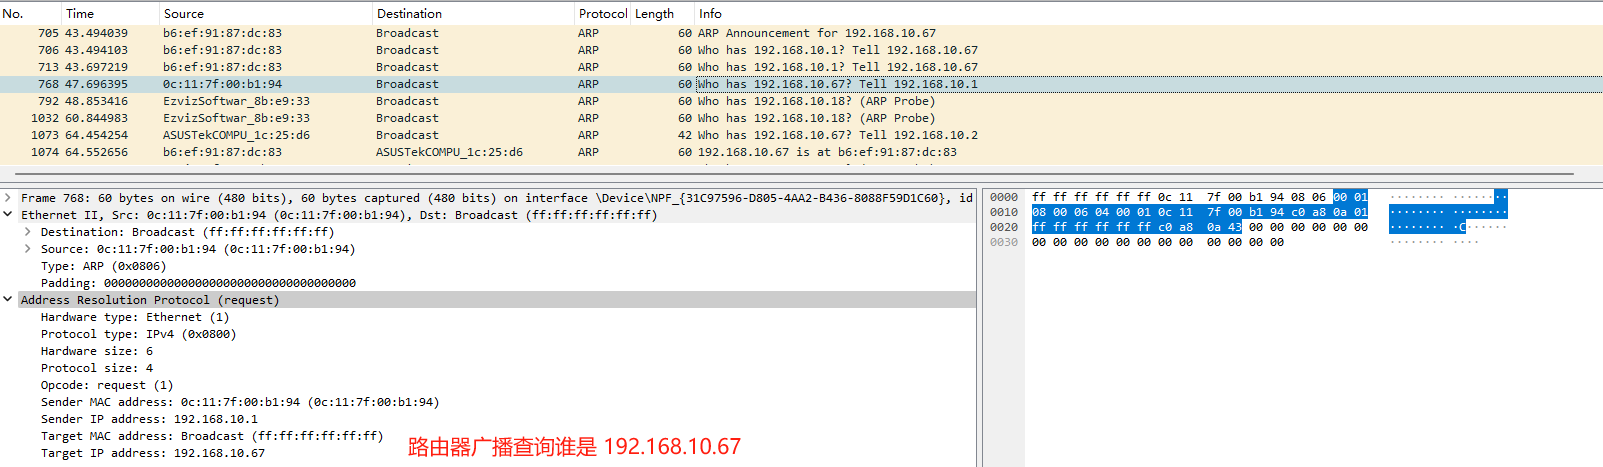 No. Time Source Destination Protocol Length Info
705 43.494039 b6:ef:91:87:dc:83 Broadcast ARP 60 ARP Announcement for 192.168.10.67
706 43.494103 b6:ef:91:87:dc:83 Broadcast ARP 60 Who has 192.168.10.1? Tell 192.168.10.67
713 43.697219 b6:ef:91:87:dc:83 Broadcast ARP 60 Who has 192.168.10.1? Tell 192.168.10.67
768 47.696395 0c:11:7f:00:b1:94 Broadcast ARP 60 Who has 192.168.10.67? Tell 192.168.10.1
792 48.853416 EzvizSoftwar_8b:e9:33 Broadcast ARP 60 Who has 192.168.10.18? (ARP Probe)
1032 60.844983 EzvizSoftwar_8b:e9:33 Broadcast ARP 60 Who has 192.168.10.18? (ARP Probe)
1073 64.454254 ASUSTekCOMPU_1c:25:d6 Broadcast ARP 42 Who has 192.168.10.67? Tell 192.168.10.2
1074 64.552656 b6:ef:91:87:dc:83 ASUSTekCOMPU_1c:25:d6 ARP 60 192.168.10.67 is at b6:ef:91:87:dc:83
Frame 768: 60 bytes on wire (480 bits), 60 bytes captured (480 bits) on interface \Device\NPF_{31C97596-D805-4AA2-B436-8088F59D1C60}, id
Ethernet II, Src: 0c:11:7f:00:b1:94 (0c:11:7f:00:b1:94), Dst: Broadcast (ff:ff:ff:ff:ff:ff)
Destination: Broadcast (ff:ff:ff:ff:ff:ff)
Source: 0c:11:7f:00:b1:94 (0c:11:7f:00:b1:94)
Type: ARP (0x0806)
Padding: 000000000000000000000000000000000000
Address Resolution Protocol (request)
Hardware type: Ethernet (1)
Protocol type: IPv4 (0x0800)
Hardware size: 6
Protocol size: 4
Opcode: request (1)
Sender MAC address: 0c:11:7f:00:b1:94 (0c:11:7f:00:b1:94)
Sender IP address: 192.168.10.1
Target MAC address: Broadcast (ff:ff:ff:ff:ff:ff)
Target IP address: 192.168.10.67
路由器广播查询谁是 192.168.10.67
0000 ff ff ff ff ff ff 0c 11 7f 00 b1 94 08 06 00 01 ········ ········
0010 08 00 06 04 00 01 0c 11 7f 00 b1 94 c0 a8 0a 01 ········ ········
0020 ff ff ff ff ff ff c0 a8 0a 43 00 00 00 00 00 00 ········ ·C······
0030 00 00 00 00 00 00 00 00 00 00 00 00 ········ ····